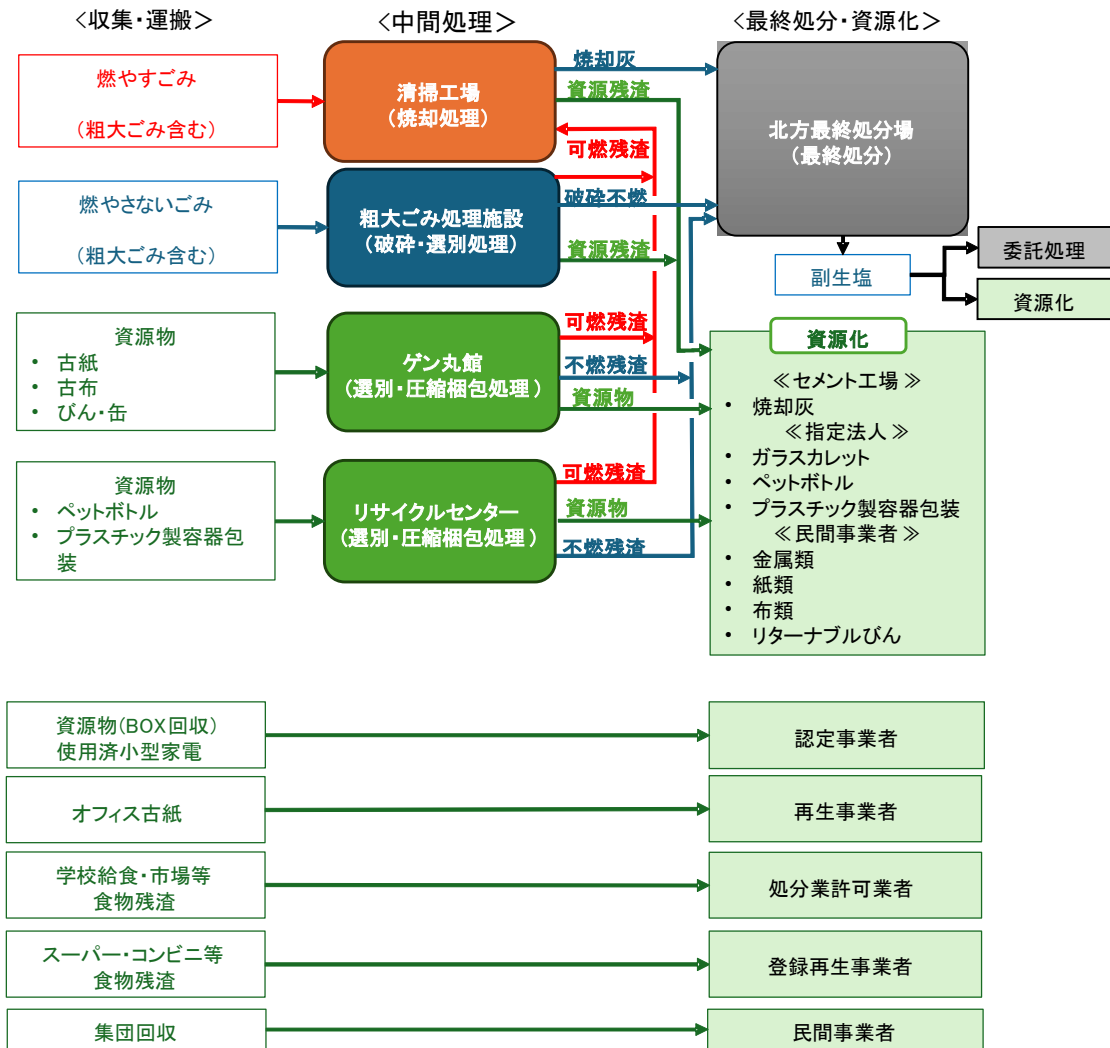 ＜収集・運搬＞
＜中間処理＞
＜最終処分・資源化＞
燃やすごみ
（粗大ごみ含む）
清掃工場
（焼却処理）
焼却灰
資源残渣
可燃残渣
北方最終処分場
（最終処分）
燃やさないごみ
（粗大ごみ含む）
粗大ごみ処理施設
（破砕・選別処理）
破砕不燃
資源残渣
副生塩
委託処理
資源化
資源物
• 古紙
• 古布
• びん・缶
ゲン丸館
（選別・圧縮梱包処理）
可燃残渣
不燃残渣
資源物
資源物
• ペットボトル
• プラスチック製容器包
装
リサイクルセンター
（選別・圧縮梱包処理）
可燃残渣
資源物
不燃残渣
資源化
≪セメント工場≫
• 焼却灰
≪指定法人≫
• ガラスカレット
• ペットボトル
• プラスチック製容器包装
≪民間事業者≫
• 金属類
• 紙類
• 布類
• リターナブルびん
資源物（BOX回収）
使用済小型家電
認定事業者
オフィス古紙
再生事業者
学校給食・市場等
食物残渣
処分業許可業者
スーパー・コンビニ等
食物残渣
登録再生事業者
集団回収
民間事業者